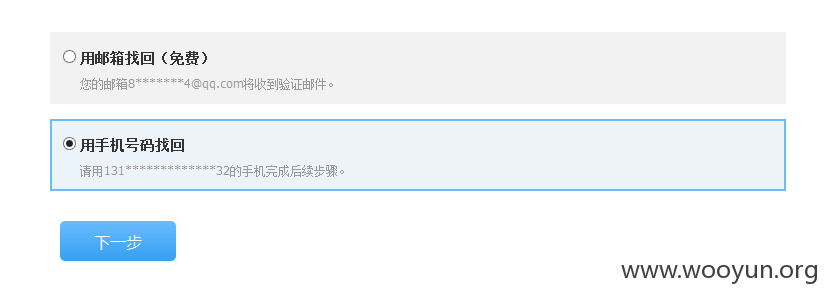 用邮箱找回（免费）
您的邮箱8*******4@qq.com将收到验证邮件。
用手机号码找回
请用131*************32的手机完成后续步骤。
下一步
www.wooyun.org